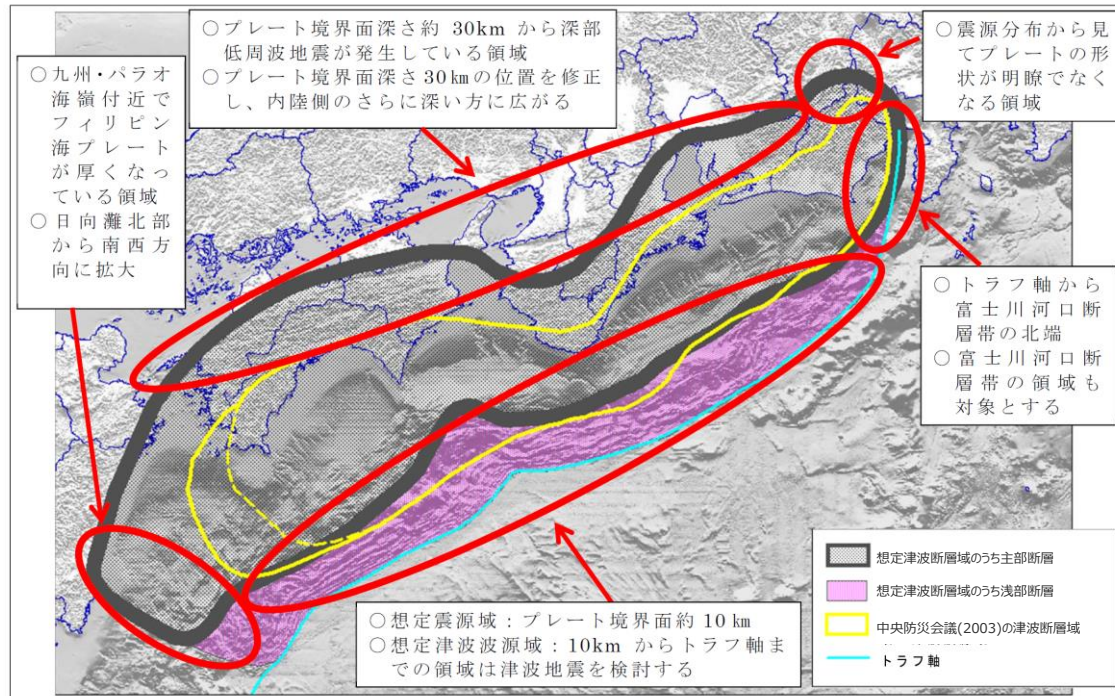 ○プレート境界面深さ約 30km から深部
低周波地震が発生している領域
○プレート境界面深さ30㎞の位置を修正
し、内陸側のさらに深い方に広がる
○震源分布から見
てプレートの形
状が明瞭でなく
なる領域
○九州・パラオ
海嶺付近で
フィリピン
海プレート
が厚くなっ
ている領域
○日向灘北部
から南西方
向に拡大
○トラフ軸から
富士川河口断
層帯の北端
○富士川河口断
層帯の領域も
対象とする
○想定震源域：プレート境界面約 10 ㎞
○想定津波波源域：10km からトラフ軸ま
での領域は津波地震を検討する
想定津波断層域のうち主部断層
想定津波断層域のうち浅部断層
中央防災会議(2003)の津波断層域
トラフ軸